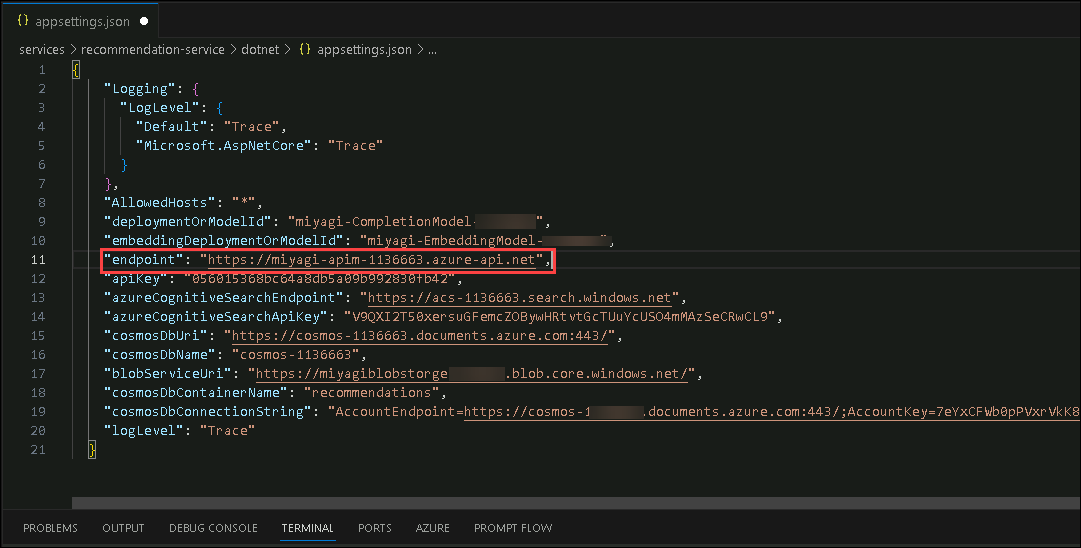 {} appsettings.json ●
services > recommendation-service > dotnet > {} appsettings.json > ...
1 {
2 "Logging": {
3 "LogLevel": {
4 "Default": "Trace",
5 "Microsoft.AspNetCore": "Trace"
6 }
7 },
8 "AllowedHosts": "*",
9 "deploymentOrModelId": "miyagi-CompletionModel-",
10 "embeddingDeploymentOrModelId": "miyagi-EmbeddingModel-",
11 "endpoint": "https://miyagi-apim-1136663.azure-api.net",
12 "apiKey": "056015368bc64a8db5a09b992830fb42",
13 "azureCognitiveSearchEndpoint": "https://acs-1136663.search.windows.net",
14 "azureCognitiveSearchApiKey": "V9QXI2T50xersuGFemcZOBywHRtvtGcTUuYcUSO4mMAzSeCRwCL9",
15 "cosmosDbUri": "https://cosmos-1136663.documents.azure.com:443/",
16 "cosmosDbName": "cosmos-1136663",
17 "blobServiceUri": "https://miyagiblobstorge.blob.core.windows.net/",
18 "cosmosDbContainerName": "recommendations",
19 "cosmosDbConnectionString": "AccountEndpoint=https://cosmos-1.documents.azure.com:443/;AccountKey=7eYxCFWb0pPVxrVkK8
20 "logLevel": "Trace"
21 }
PROBLEMS OUTPUT DEBUG CONSOLE TERMINAL PORTS AZURE PROMPT FLOW